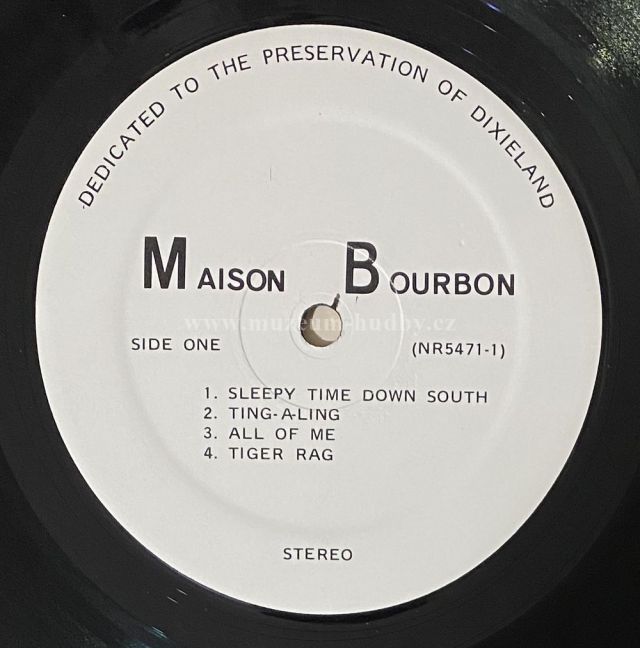 DEDICATED TO THE PRESERVATION OF DIXIELAND
MAISON BOURBON
www.muzeum-hudby.cz
SIDE ONE (NR5471-1)
1. SLEEPY TIME DOWN SOUTH
2. TING-A-LING
3. ALL OF ME
4. TIGER RAG
STEREO